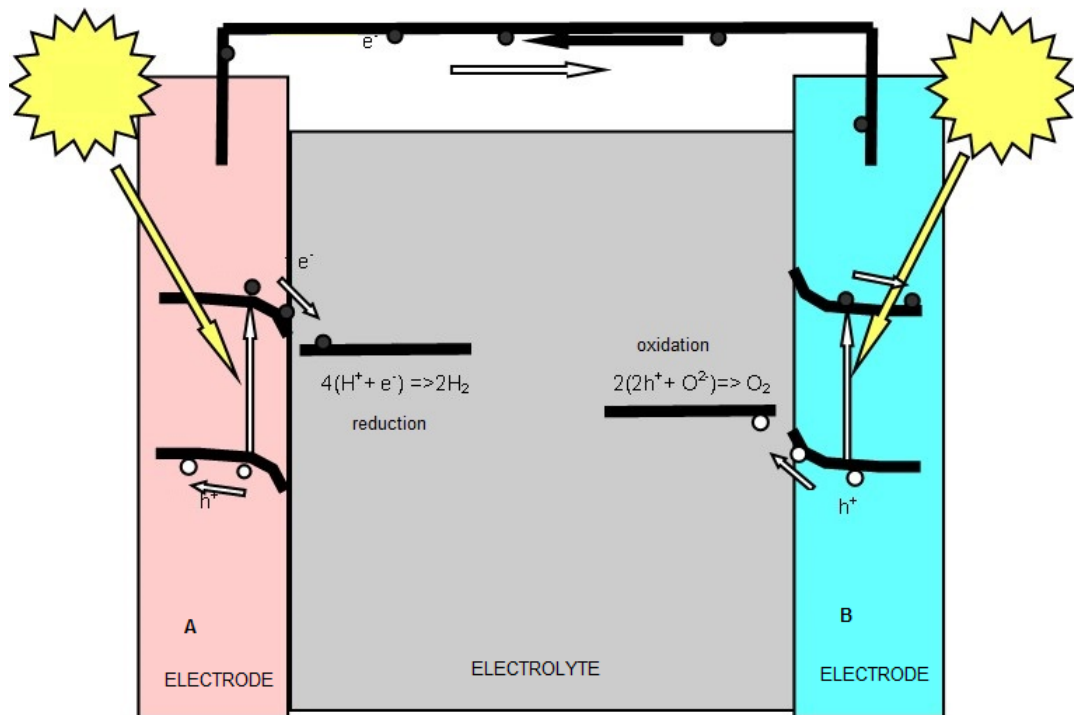 e⁻
e⁻
oxidation
4(H⁺+ e⁻) =>2H₂
2(2h⁺+ O²⁻)=> O₂
reduction
h⁺
h⁺
A
B
ELECTRODE
ELECTROLYTE
ELECTRODE